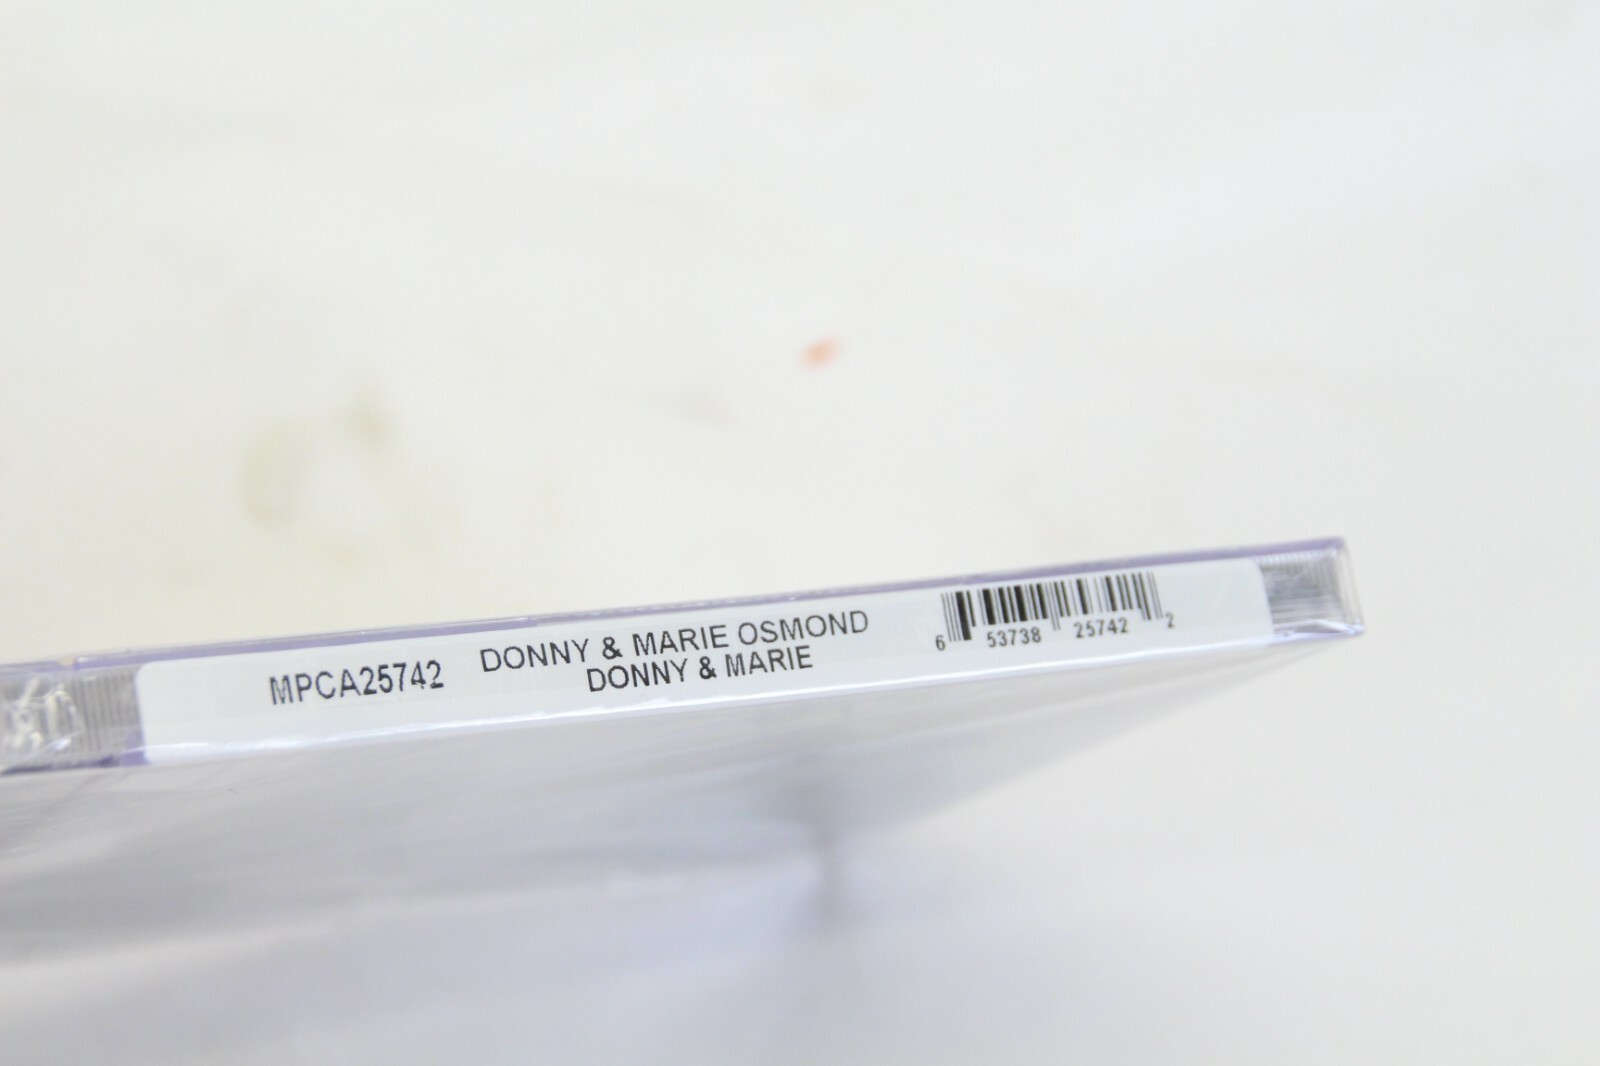 MPCA25742
DONNY & MARIE OSMOND
DONNY & MARIE
6 53738 25742 2